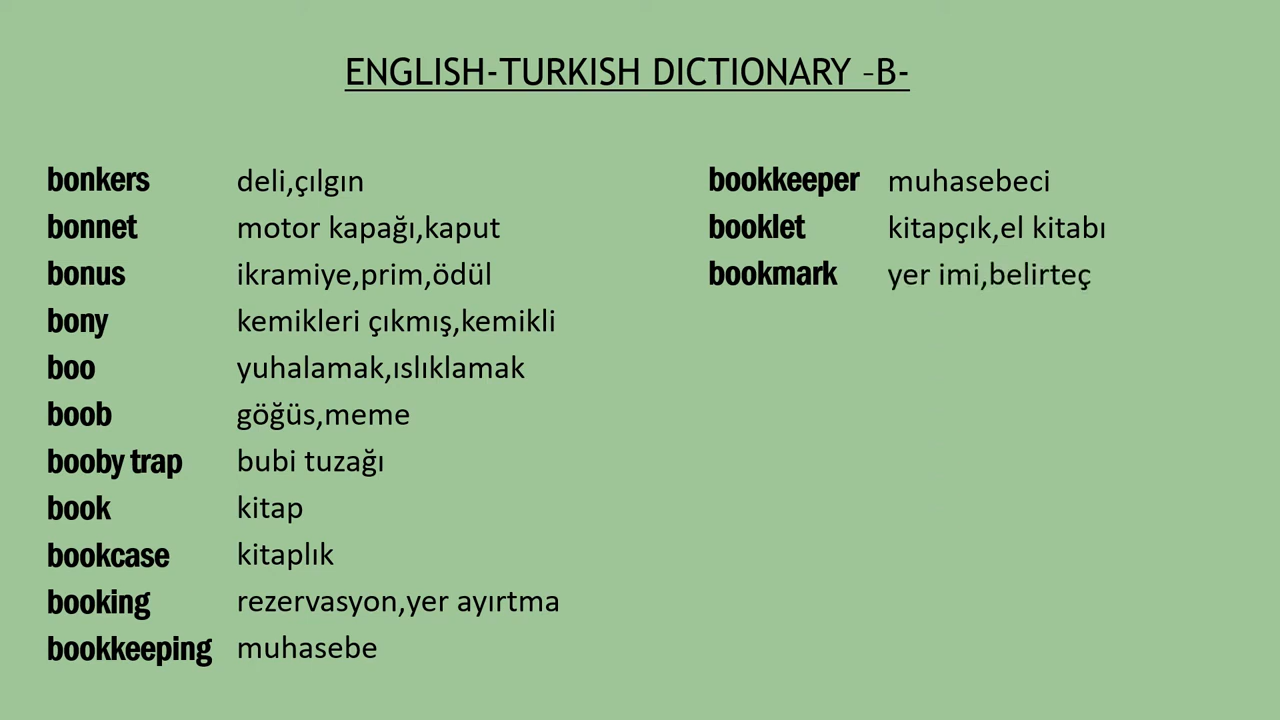 ENGLISH-TURKISH DICTIONARY –B-
bonkers deli,çılgın
bonnet motor kapağı,kaput
bonus ikramiye,prim,ödül
bony kemikleri çıkmış,kemikli
boo yuhalamak,ıslıklamak
boob göğüs,meme
booby trap bubi tuzağı
book kitap
bookcase kitaplık
booking rezervasyon,yer ayırtma
bookkeeping muhasebe
bookkeeper muhasebeci
booklet kitapçık,el kitabı
bookmark yer imi,belirteç